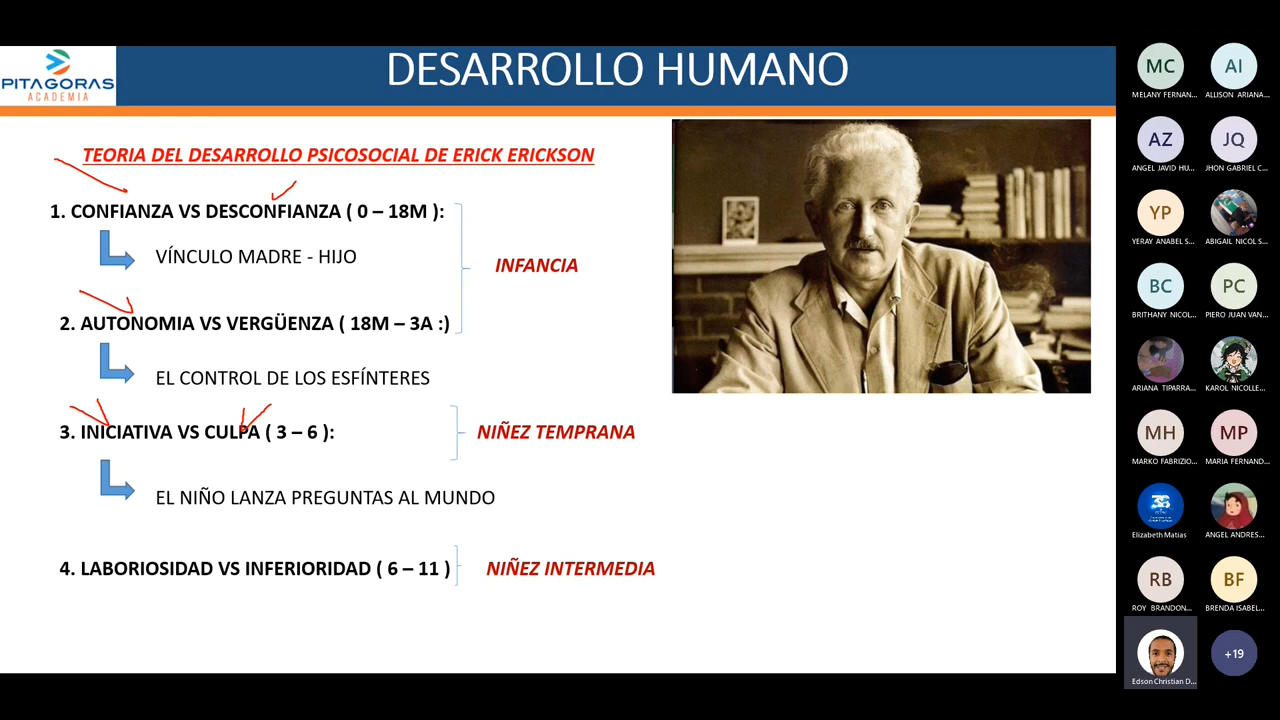 PITAGORAS
ACADEMIA
DESARROLLO HUMANO
TEORIA DEL DESARROLLO PSICOSOCIAL DE ERICK ERICKSON
1. CONFIANZA VS DESCONFIANZA ( 0 – 18M ):
VÍNCULO MADRE - HIJO
INFANCIA
2. AUTONOMIA VS VERGÜENZA ( 18M – 3A :)
EL CONTROL DE LOS ESFÍNTERES
3. INICIATIVA VS CULPA ( 3 – 6 ):
NIÑEZ TEMPRANA
EL NIÑO LANZA PREGUNTAS AL MUNDO
4. LABORIOSIDAD VS INFERIORIDAD ( 6 – 11 )
NIÑEZ INTERMEDIA
MC
MELANY FERNAN...
AI
ALLISON ARIANA...
AZ
ANGEL JAVID HU...
JQ
JHON GABRIEL C...
YP
YERAY ANABEL S...
ABIGAIL NICOL S...
BC
BRITHANY NICOL...
PC
PIERO JUAN VAN...
ARIANA TIPARRA...
KAROL NICOLLE...
MH
MARKO FABRIZIO...
MP
MARIA FERNAND...
Elizabeth Matias
ANGEL ANDRES...
RB
ROY BRANDON...
BF
BRENDA ISABEL...
Edson Christian D...
+19